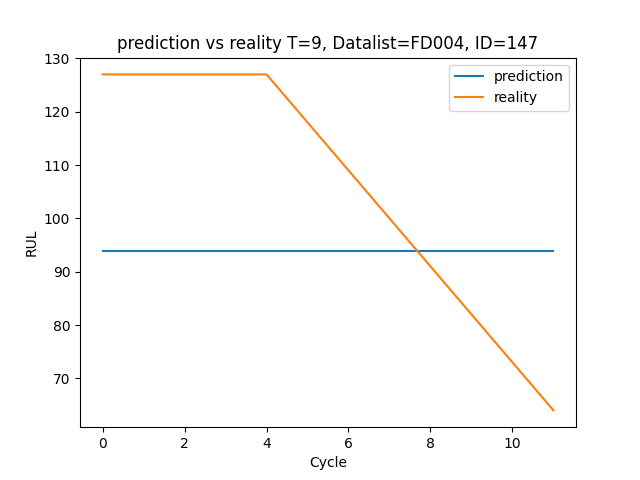 prediction vs reality T=9, Datalist=FD004, ID=147
prediction
reality
130
120
110
100
90
80
70
RUL
0 2 4 6 8 10
Cycle